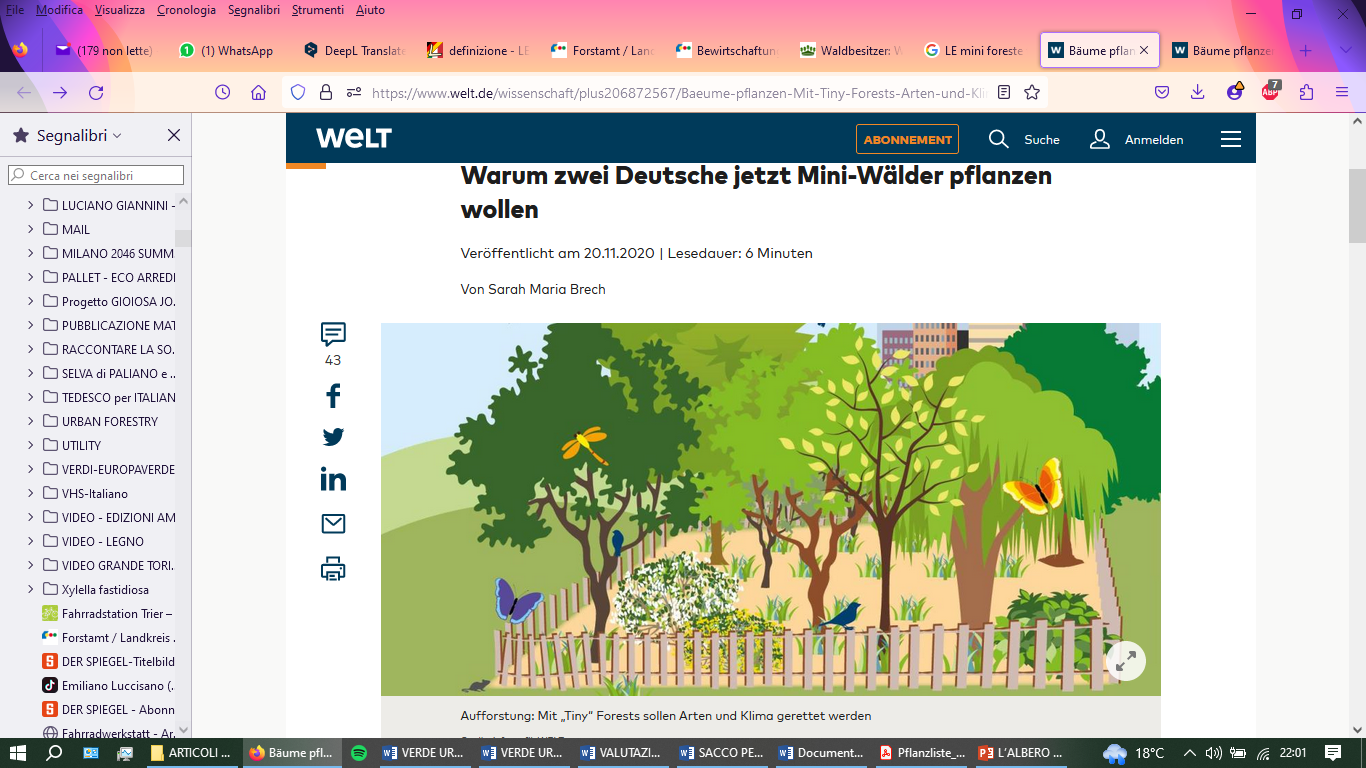 File Modifica Visualizza Cronologia Segnalibri Strumenti Aiuto
(179 non lette)
(1) WhatsApp
DeepL Translate
definizione - LE
Forstamt / Land
Bewirtschaftun
Waldbesitzer: W
LE mini foreste
Bäume pflan
Bäume pflanze
https://www.welt.de/wissenschaft/plus206872567/Baeume-pflanzen-Mit-Tiny-Forests-Arten-und-Kli
7
ABP
Segnalibri
Cerca nei segnalibri
LUCIANO GIANNINI -
MAIL
MILANO 2046 SUMM
PALLET - ECO ARREDI
Progetto GIOIOSA JO...
PUBBLICAZIONE MAT
RACCONTARE LA SO...
SELVA di PALIANO e ...
TEDESCO per ITALIAN
URBAN FORESTRY
UTILITY
VERDI-EUROPAVERDE
VHS-Italiano
VIDEO - EDIZIONI AM
VIDEO - LEGNO
VIDEO GRANDE TORI...
Xylella fastidiosa
Fahrradstation Trier –
Forstamt / Landkreis .
DER SPIEGEL-Titelbild
Emiliano Luccisano (..
DER SPIEGEL - Abonn
Fahrradwerkstatt - Ar..
WELT
ABONNEMENT
Suche
Anmelden
Warum zwei Deutsche jetzt Mini-Wälder pflanzen
wollen
Veröffentlicht am 20.11.2020 | Lesedauer: 6 Minuten
Von Sarah Maria Brech
43
Aufforstung: Mit „Tiny“ Forests sollen Arten und Klima gerettet werden
ARTICOLI ...
Bäume pfl...
VERDE UR...
VERDE UR...
VALUTAZI...
SACCO PE...
Document...
Pflanzliste_...
L'ALBERO ...
18°C
22:01